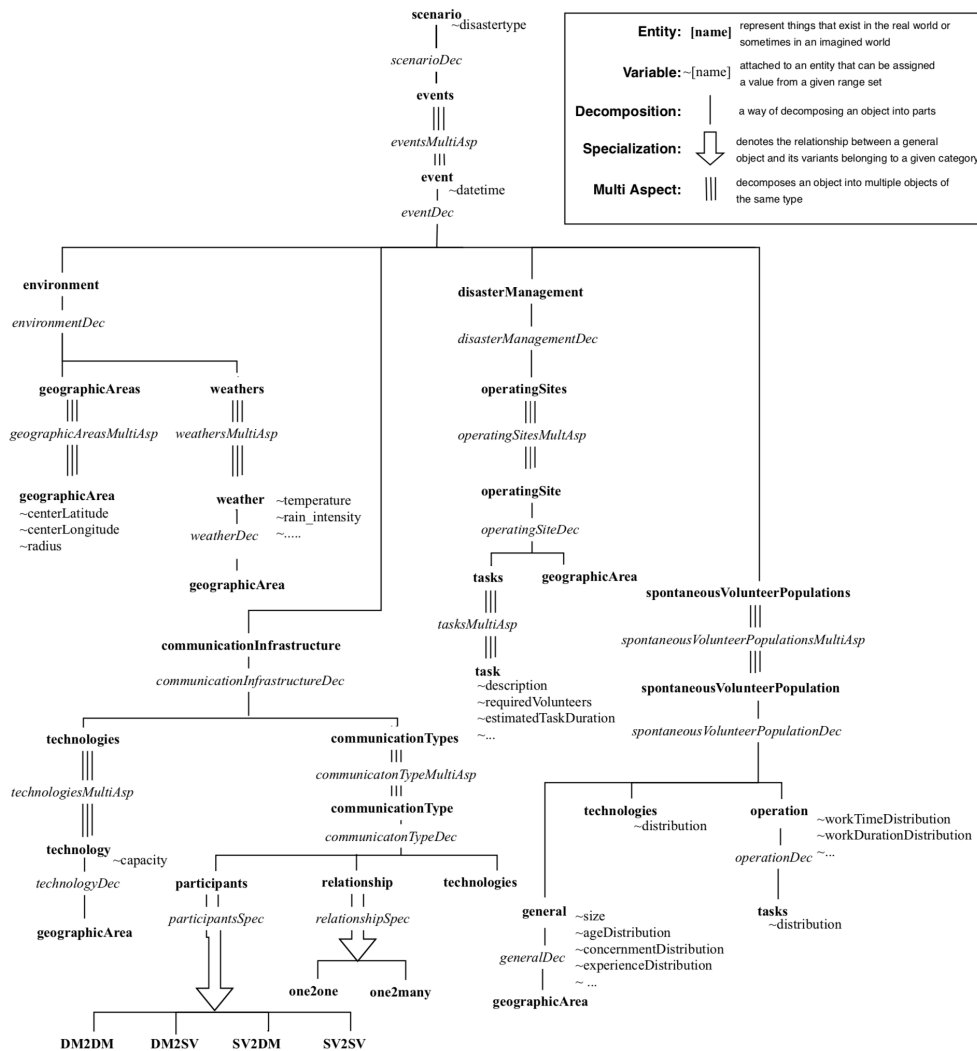 scenario
~disastertype
scenarioDec
events
eventsMultiAsp
event
~datetime
eventDec
Entity: [name] represent things that exist in the real world or
sometimes in an imagined world
Variable: ~[name] attached to an entity that can be assigned
a value from a given range set
Decomposition: a way of decomposing an object into parts
Specialization: denotes the relationship between a general
object and its variants belonging to a given category
Multi Aspect: decomposes an object into multiple objects of
the same type
environment
environmentDec
geographicAreas
geographicAreasMultiAsp
geographicArea
~centerLatitude
~centerLongitude
~radius
weathers
weathersMultiAsp
weather
~temperature
~rain_intensity
~.....
weatherDec
geographicArea
disasterManagement
disasterManagementDec
operatingSites
operatingSitesMultAsp
operatingSite
operatingSiteDec
tasks
geographicArea
tasksMultiAsp
task
~description
~requiredVolunteers
~estimatedTaskDuration
~...
communicationInfrastructure
communicationInfrastructureDec
technologies
technologiesMultiAsp
technology
~capacity
technologyDec
geographicArea
communicationTypes
communicatonTypeMultiAsp
communicationType
communicatonTypeDec
participants
relationship
technologies
participantsSpec
relationshipSpec
one2one
one2many
DM2DM
DM2SV
SV2DM
SV2SV
spontaneousVolunteerPopulations
spontaneousVolunteerPopulationsMultiAsp
spontaneousVolunteerPopulation
spontaneousVolunteerPopulationDec
technologies
~distribution
operation
~workTimeDistribution
~workDurationDistribution
~...
operationDec
tasks
~distribution
general
~size
~ageDistribution
~concernmentDistribution
~experienceDistribution
~ ...
generalDec
geographicArea